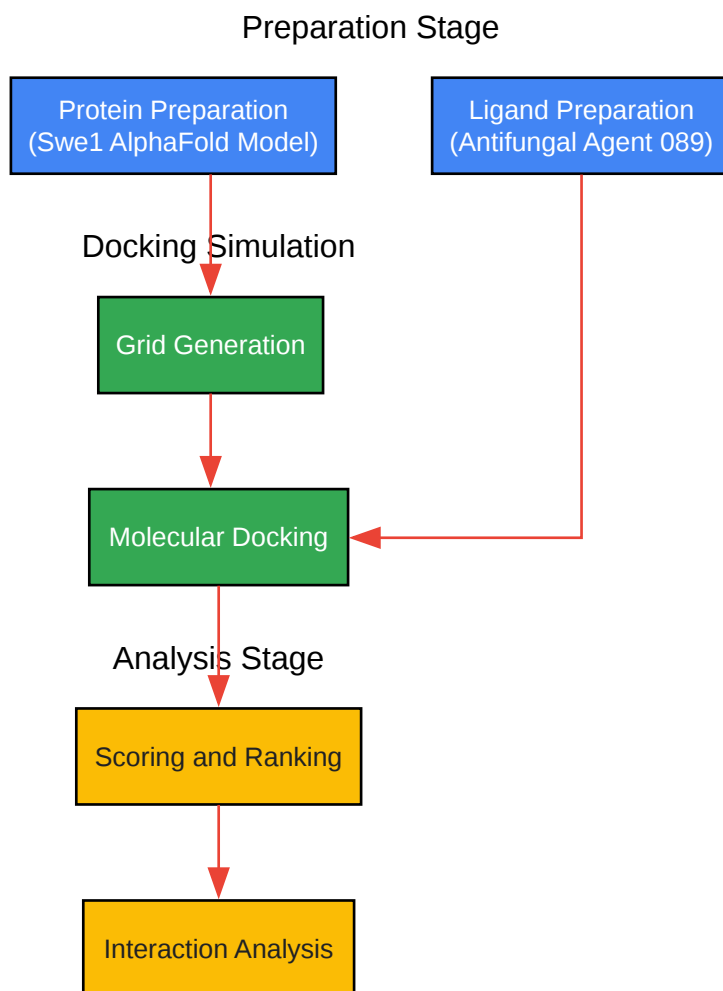 Preparation Stage
Protein Preparation
(Swe1 AlphaFold Model)
Ligand Preparation
(Antifungal Agent 089)
Docking Simulation
Grid Generation
Molecular Docking
Analysis Stage
Scoring and Ranking
Interaction Analysis